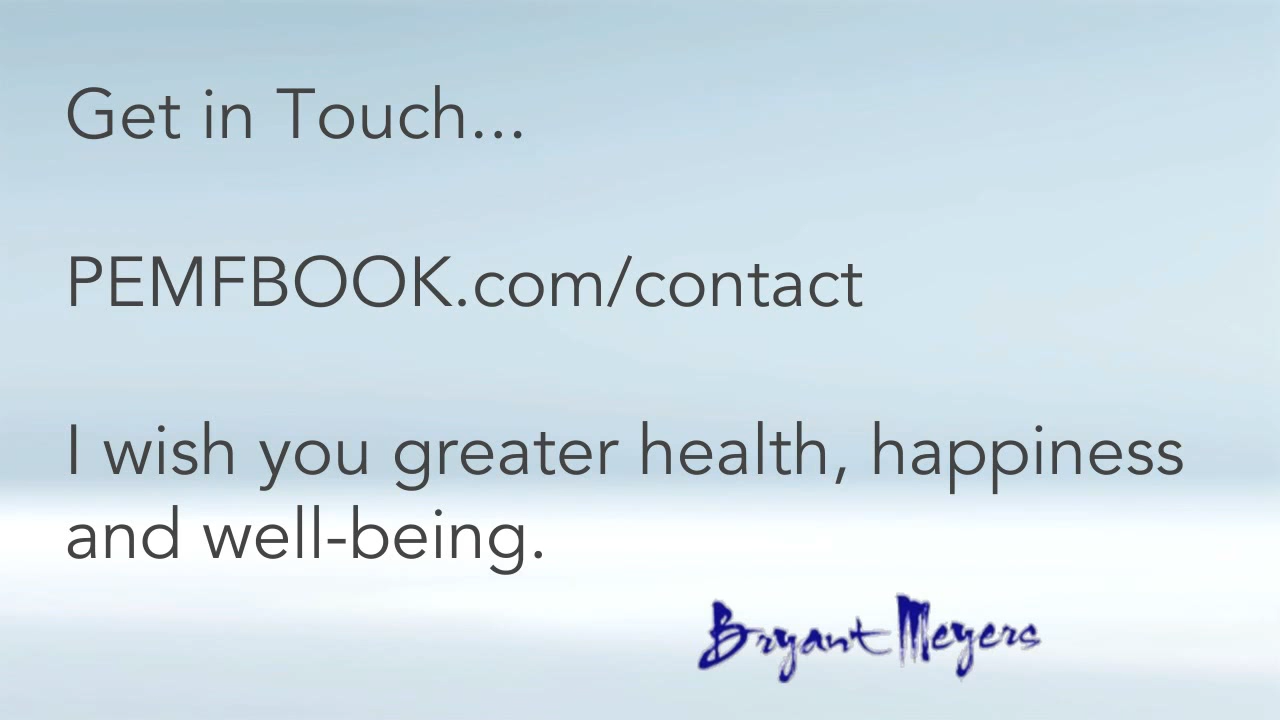 Get in Touch...
PEMFBOOK.com/contact
I wish you greater health, happiness
and well-being.
Bryant Meyers